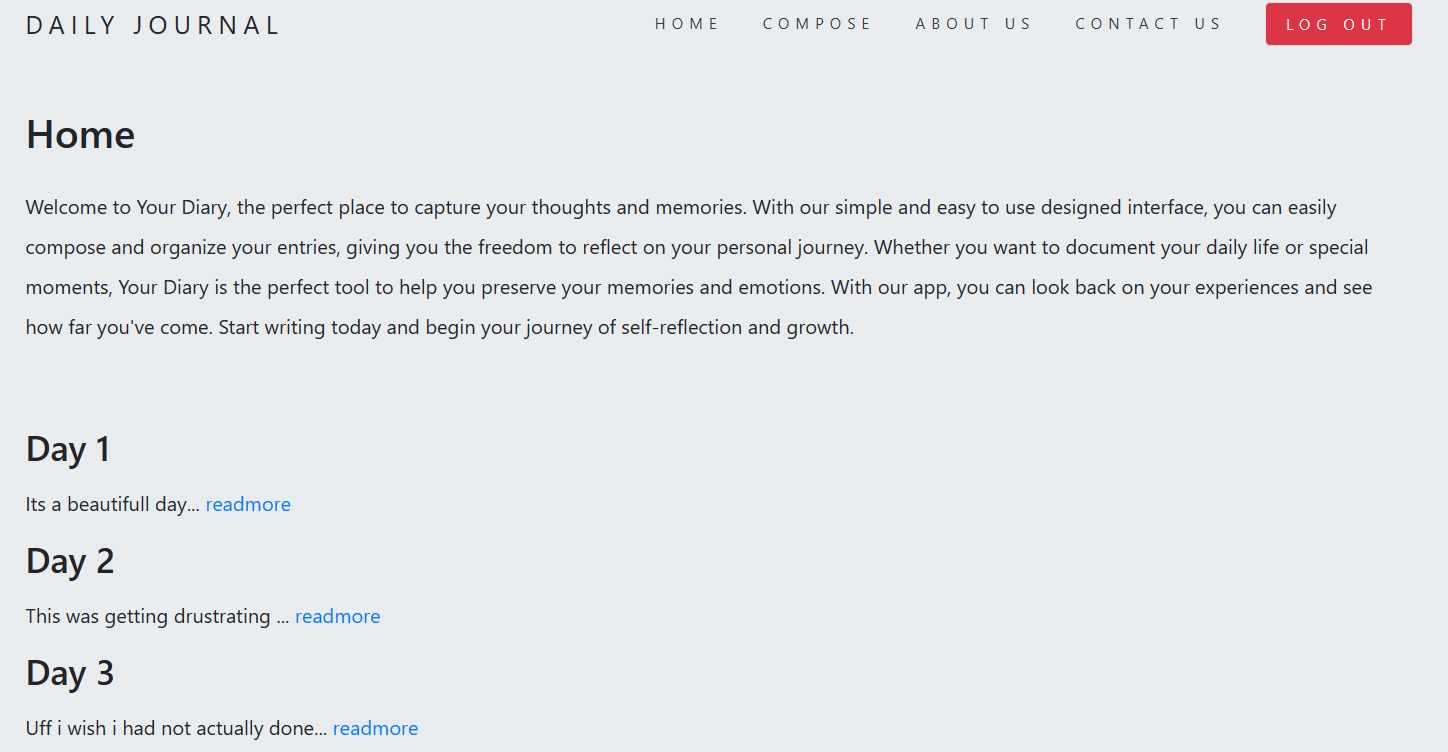 DAILY JOURNAL
HOME COMPOSE ABOUT US CONTACT US LOG OUT
Home
Welcome to Your Diary, the perfect place to capture your thoughts and memories. With our simple and easy to use designed interface, you can easily
compose and organize your entries, giving you the freedom to reflect on your personal journey. Whether you want to document your daily life or special
moments, Your Diary is the perfect tool to help you preserve your memories and emotions. With our app, you can look back on your experiences and see
how far you've come. Start writing today and begin your journey of self-reflection and growth.
Day 1
Its a beautifull day... readmore
Day 2
This was getting drustrating ... readmore
Day 3
Uff i wish i had not actually done... readmore